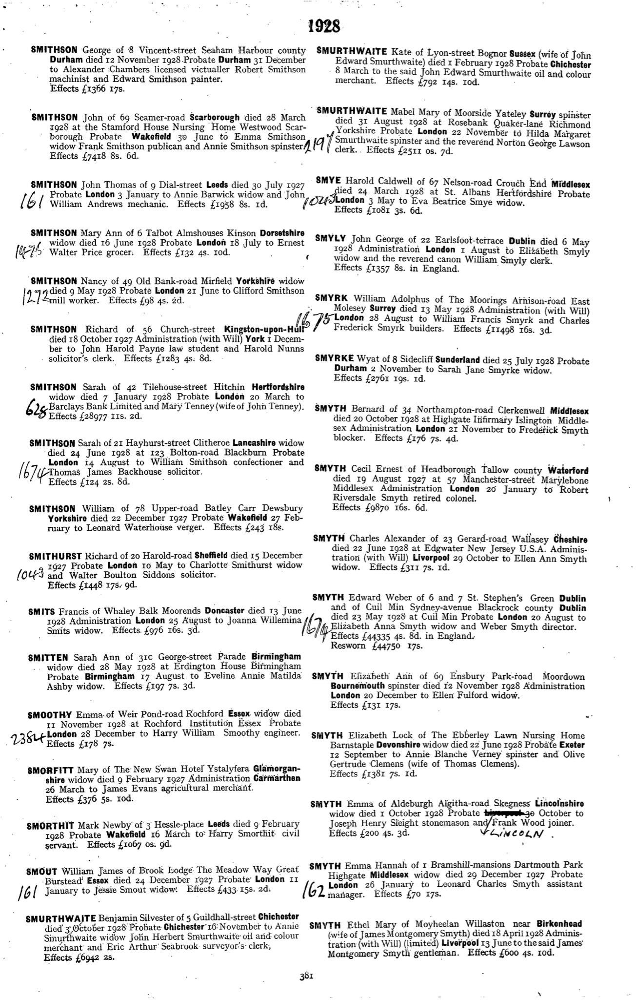 1928
SMITHSON George of 8 Vincent-street Seaham Harbour county
Durham died 12 November 1928 Probate Durham 31 December
to Alexander Chambers licensed victualler Robert Smithson
machinist and Edward Smithson painter.
Effects £1366 17s.
SMITHSON John of 69 Seamer-road Scarborough died 28 March
1928 at the Stamford House Nursing Home Westwood Scar-
borough Probate Wakefield 30 June to Emma Smithson
widow Frank Smithson publican and Annie Smithson spinster
Effects £7418 8s. 6d.
SMITHSON John Thomas of 9 Dial-street Leeds died 30 July 1927
Probate London 3 January to Annie Barwick widow and John
161 William Andrews mechanic. Effects £1958 8s. 1d.
SMITHSON Mary Ann of 6 Talbot Almshouses Kinson Dorsetshire
widow died 16 June 1928 Probate London 18 July to Ernest
Walter Price grocer. Effects £132 4s. 10d.
SMITHSON Nancy of 49 Old Bank-road Mirfield Yorkshire widow
died 9 May 1928 Probate London 21 June to Clifford Smithson
1272 mill worker. Effects £98 4s. 2d.
SMITHSON Richard of 56 Church-street Kingston-upon-Hull
died 18 October 1927 Administration (with Will) York 1 Decem-
ber to John Harold Payne law student and Harold Nunns
solicitor's clerk. Effects £1283 4s. 8d.
SMITHSON Sarah of 42 Tilehouse-street Hitchin Hertfordshire
widow died 7 January 1928 Probate London 20 March to
628 Barclays Bank Limited and Mary Tenney (wife of John Tenney).
Effects £28977 11s. 2d.
SMITHSON Sarah of 21 Hayhurst-street Clitheroe Lancashire widow
died 24 June 1928 at 123 Bolton-road Blackburn Probate
London 14 August to William Smithson confectioner and
1674 Thomas James Backhouse solicitor.
Effects £124 2s. 8d.
SMITHSON William of 78 Upper-road Batley Carr Dewsbury
Yorkshire died 22 December 1927 Probate Wakefield 27 Feb-
ruary to Leonard Waterhouse verger. Effects £243 18s.
SMITHURST Richard of 20 Harold-road Sheffield died 15 December
1927 Probate London 10 May to Charlotte Smithurst widow
1043 and Walter Boulton Siddons solicitor.
Effects £1448 17s. 9d.
SMITS Francis of Whaley Balk Moorends Doncaster died 13 June
1928 Administration London 25 August to Joanna Willemina
Smits widow. Effects £976 16s. 3d.
SMITTEN Sarah Ann of 31C George-street Parade Birmingham
widow died 28 May 1928 at Erdington House Birmingham
Probate Birmingham 17 August to Eveline Annie Matilda
Ashby widow. Effects £197 7s. 3d.
SMOOTHY Emma of Weir Pond-road Rochford Essex widow died
11 November 1928 at Rochford Institution Essex Probate
2384 London 28 December to Harry William Smoothy engineer.
Effects £178 7s.
SMORFITT Mary of The New Swan Hotel Ystalyfera Glamorgan-
shire widow died 9 February 1927 Administration Carmarthen
26 March to James Evans agricultural merchant.
Effects £376 5s. 10d.
SMORTHIT Mark Newby of 3 Hessle-place Leeds died 9 February
1928 Probate Wakefield 16 March to Harry Smorthit civil
servant. Effects £1067 0s. 9d.
SMOUT William James of Brook Lodge The Meadow Way Great
Burstead Essex died 24 December 1927 Probate London 11
161 January to Jessie Smout widow. Effects £433 15s. 2d.
SMURTHWAITE Benjamin Silvester of 5 Guildhall-street Chichester
died 3 October 1928 Probate Chichester 16 November to Annie
Smurthwaite widow John Herbert Smurthwaite oil and colour
merchant and Eric Arthur Seabrook surveyor's clerk,
Effects £6942 2s.
SMURTHWAITE Kate of Lyon-street Bognor Sussex (wife of John
Edward Smurthwaite) died 1 February 1928 Probate Chichester
8 March to the said John Edward Smurthwaite oil and colour
merchant. Effects £792 14s. 10d.
SMURTHWAITE Mabel Mary of Moorside Yateley Surrey spinster
died 31 August 1928 at Rosebank Quaker-lane Richmond
Yorkshire Probate London 22 November to Hilda Margaret
2197 Smurthwaite spinster and the reverend Norton George Lawson
clerk. Effects £2511 0s. 7d.
SMYE Harold Caldwell of 67 Nelson-road Crouch End Middlesex
died 24 March 1928 at St. Albans Hertfordshire Probate
1043 London 3 May to Eva Beatrice Smye widow.
Effects £1081 3s. 6d.
SMYLY John George of 22 Earlsfoot-terrace Dublin died 6 May
1928 Administration London 1 August to Elizabeth Smyly
widow and the reverend canon William Smyly clerk.
Effects £1357 8s. in England.
SMYRK William Adolphus of The Moorings Arnison-road East
Molesey Surrey died 13 May 1928 Administration (with Will)
1675 London 28 August to William Francis Smyrk and Charles
Frederick Smyrk builders. Effects £11498 16s. 3d.
SMYRKE Wyat of 8 Sidecliff Sunderland died 25 July 1928 Probate
Durham 2 November to Sarah Jane Smyrke widow.
Effects £2761 19s. 1d.
SMYTH Bernard of 34 Northampton-road Clerkenwell Middlesex
died 20 October 1928 at Highgate Infirmary Islington Middle-
sex Administration London 21 November to Frederick Smyth
blocker. Effects £176 7s. 4d.
SMYTH Cecil Ernest of Headborough Tallow county Waterford
died 19 August 1927 at 57 Manchester-street Marylebone
Middlesex Administration London 20 January to Robert
Riversdale Smyth retired colonel.
Effects £9870 16s. 6d.
SMYTH Charles Alexander of 23 Gerard-road Wallasey Cheshire
died 22 June 1928 at Edgwater New Jersey U.S.A. Adminis-
tration (with Will) Liverpool 29 October to Ellen Ann Smyth
widow. Effects £311 7s. 1d.
SMYTH Edward Weber of 6 and 7 St. Stephen's Green Dublin
and of Cuil Min Sydney-avenue Blackrock county Dublin
died 23 May 1928 at Cuil Min Probate London 20 August to
1674 Elizabeth Anna Smyth widow and Weber Smyth director.
Effects £44335 4s. 8d. in England.
Resworn £44750 17s.
SMYTH Elizabeth Ann of 69 Ensbury Park-road Moordown
Bournemouth spinster died 12 November 1928 Administration
London 20 December to Ellen Fulford widow.
Effects £131 17s.
SMYTH Elizabeth Lock of The Ebberley Lawn Nursing Home
Barnstaple Devonshire widow died 22 June 1928 Probate Exeter
12 September to Annie Blanche Verney spinster and Olive
Gertrude Clemens (wife of Thomas Clemens).
Effects £1381 7s. 1d.
SMYTH Emma of Aldeburgh Algitha-road Skegness Lincolnshire
widow died 1 October 1928 Probate Liverpool 30 October to
Joseph Henry Sleight stonemason and Frank Wood joiner.
Effects £200 4s. 3d. LINCOLN.
SMYTH Emma Hannah of 1 Bramshill-mansions Dartmouth Park
Highgate Middlesex widow died 29 December 1927 Probate
162 London 26 January to Leonard Charles Smyth assistant
manager. Effects £70 17s.
SMYTH Ethel Mary of Moyheelan Willaston near Birkenhead
(wife of James Montgomery Smyth) died 18 April 1928 Adminis-
tration (with Will) (limited) Liverpool 13 June to the said James
Montgomery Smyth gentleman. Effects £600 4s. 10d.
381